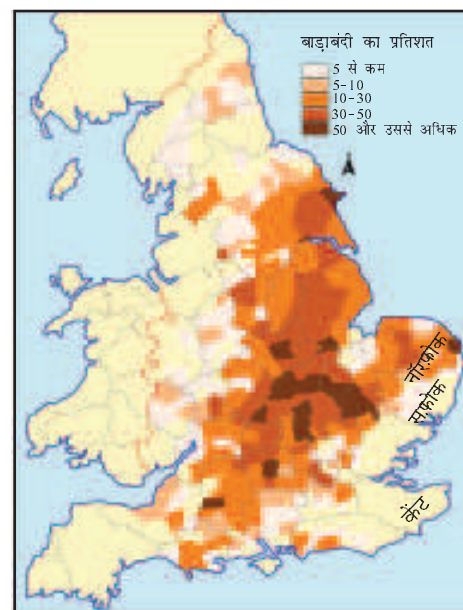 बाड़ाबंदी का प्रतिशत
5 से कम
5-10
10-30
30-50
50 और उससे अधिक
नॉरफ़ोक
सफ़ोक
केंट